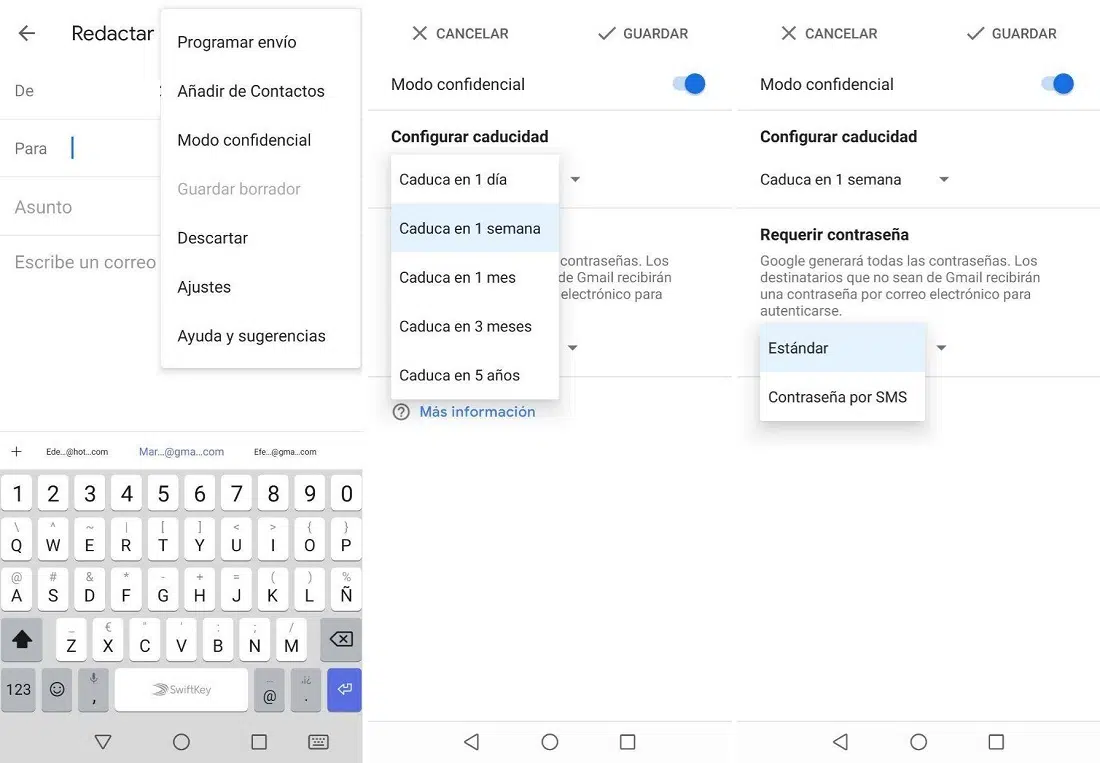 Redactar
De
Para
Asunto
Escribe un correo
Programar envío
Añadir de Contactos
Modo confidencial
Guardar borrador
Descartar
Ajustes
Ayuda y sugerencias
+ Ede...@hot...com Mar...@gma...com Efe...@gma...com
1 2 3 4 5 6 7 8 9 0
\ ^ ~ | [ ] < > { }
Q W E R T Y U I O P
@ # & * - + = ( ) %
A S D F G H J K L Ñ
_ € " ' : ; /
Z X C V B N M
123 , SwiftKey @ .
CANCELAR GUARDAR
Modo confidencial
Configurar caducidad
Caduca en 1 día
Caduca en 1 semana
Caduca en 1 mes
Caduca en 3 meses
Caduca en 5 años
contraseñas. Los
de Gmail recibirán
electrónico para
? Más información
CANCELAR GUARDAR
Modo confidencial
Configurar caducidad
Caduca en 1 semana
Requerir contraseña
Google generará todas las contraseñas. Los
destinatarios que no sean de Gmail recibirán
una contraseña por correo electrónico para
autenticarse.
Estándar
Contraseña por SMS